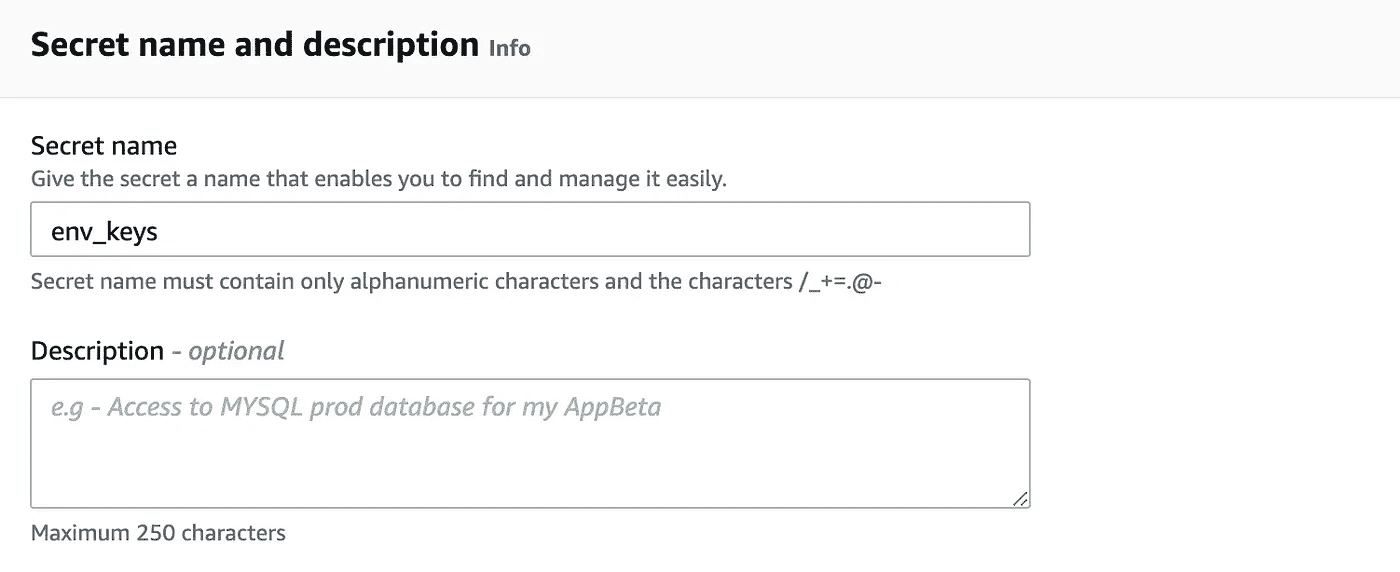 Secret name and description Info
Secret name
Give the secret a name that enables you to find and manage it easily.
env_keys
Secret name must contain only alphanumeric characters and the characters /_+=.@-
Description - optional
e.g - Access to MYSQL prod database for my AppBeta
Maximum 250 characters